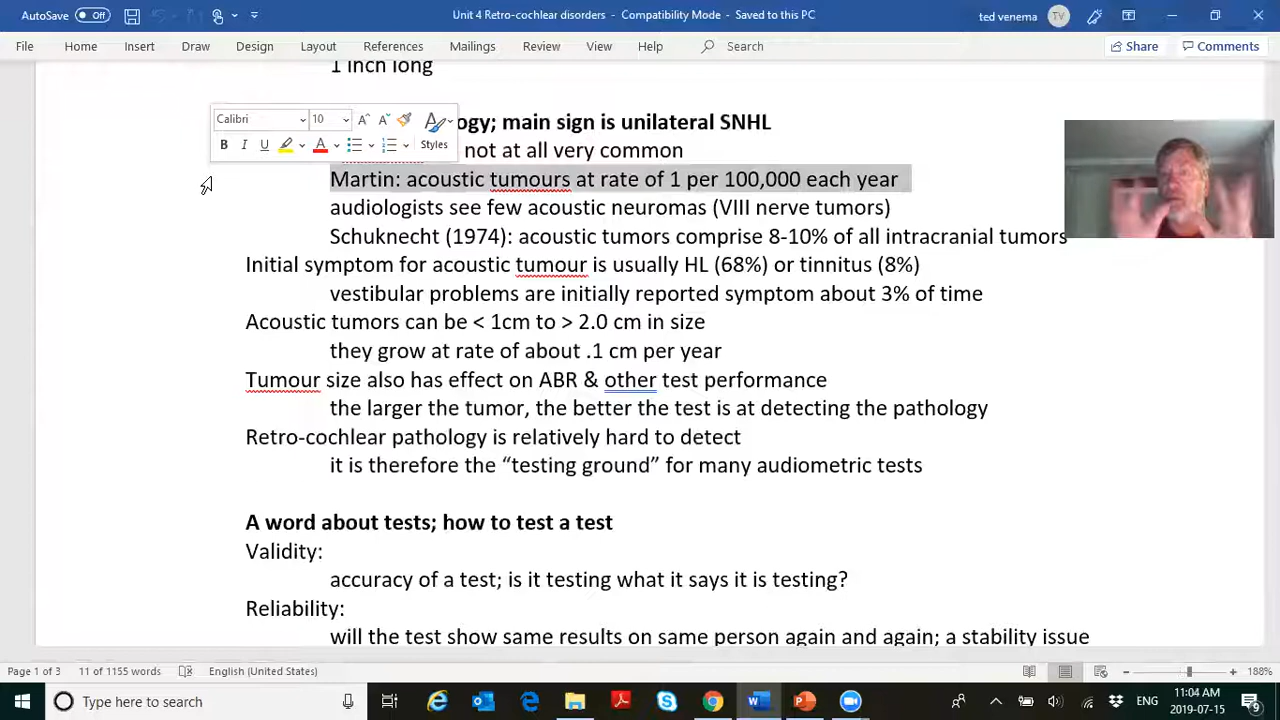 AutoSave Off Unit 4 Retro-cochlear disorders - Compatibility Mode - Saved to this PC ted venema TV
File Home Insert Draw Design Layout References Mailings Review View Help Search Share Comments
1 inch long
Calibri 10
B I U A Styles
ogy; main sign is unilateral SNHL
not at all very common
Martin: acoustic tumours at rate of 1 per 100,000 each year
audiologists see few acoustic neuromas (VIII nerve tumors)
Schuknecht (1974): acoustic tumors comprise 8-10% of all intracranial tumors
Initial symptom for acoustic tumour is usually HL (68%) or tinnitus (8%)
vestibular problems are initially reported symptom about 3% of time
Acoustic tumors can be < 1cm to > 2.0 cm in size
they grow at rate of about .1 cm per year
Tumour size also has effect on ABR & other test performance
the larger the tumor, the better the test is at detecting the pathology
Retro-cochlear pathology is relatively hard to detect
it is therefore the “testing ground” for many audiometric tests
A word about tests; how to test a test
Validity:
accuracy of a test; is it testing what it says it is testing?
Reliability:
will the test show same results on same person again and again; a stability issue
Page 1 of 3 11 of 1155 words English (United States) 188%
Type here to search ENG 11:04 AM
2019-07-15 9